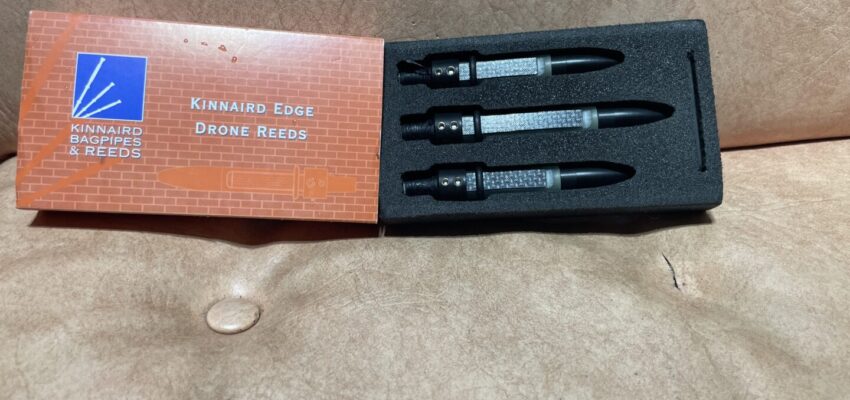 KINNAIRD
BAGPIPES
& REEDS
KINNAIRD EDGE
DRONE REEDS